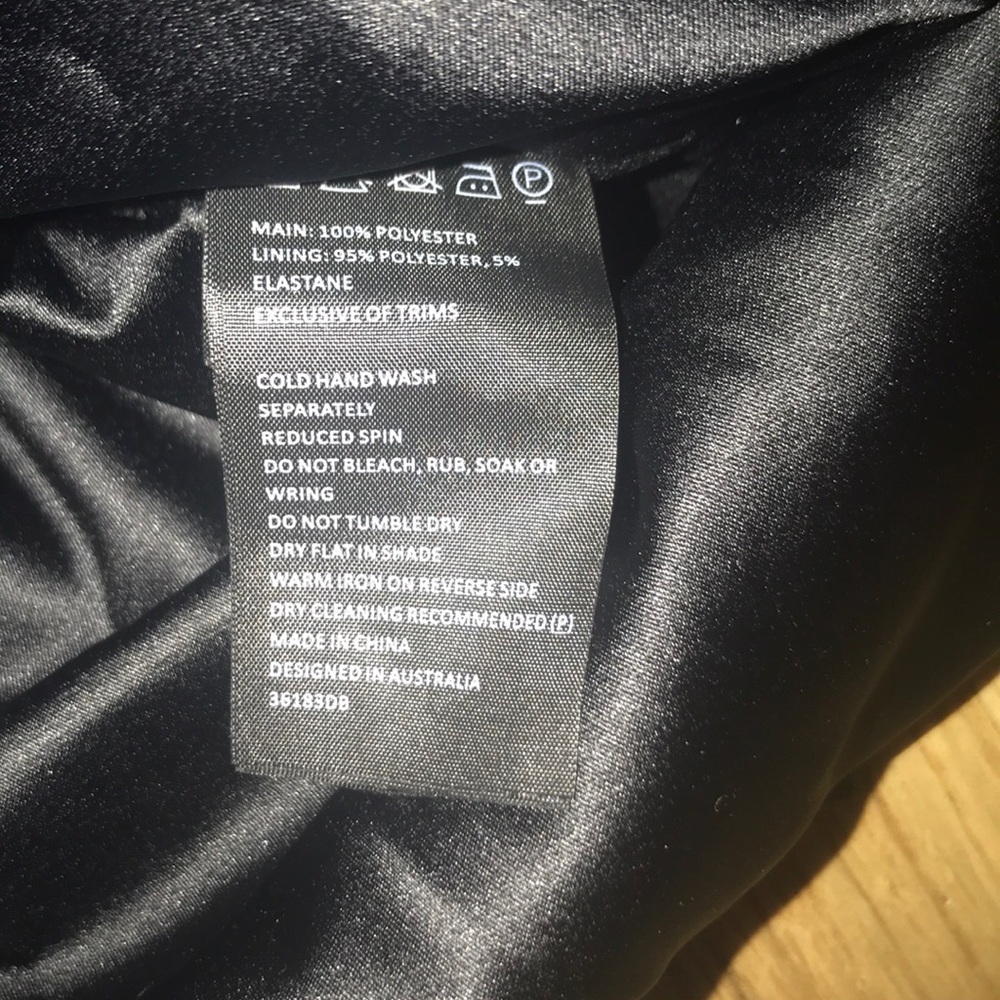 P
MAIN: 100% POLYESTER
LINING: 95% POLYESTER, 5%
ELASTANE
EXCLUSIVE OF TRIMS
COLD HAND WASH
SEPARATELY
REDUCED SPIN
DO NOT BLEACH, RUB, SOAK OR
WRING
DO NOT TUMBLE DRY
DRY FLAT IN SHADE
WARM IRON ON REVERSE SIDE
DRY CLEANING RECOMMENDED (P)
MADE IN CHINA
DESIGNED IN AUSTRALIA
36183DB